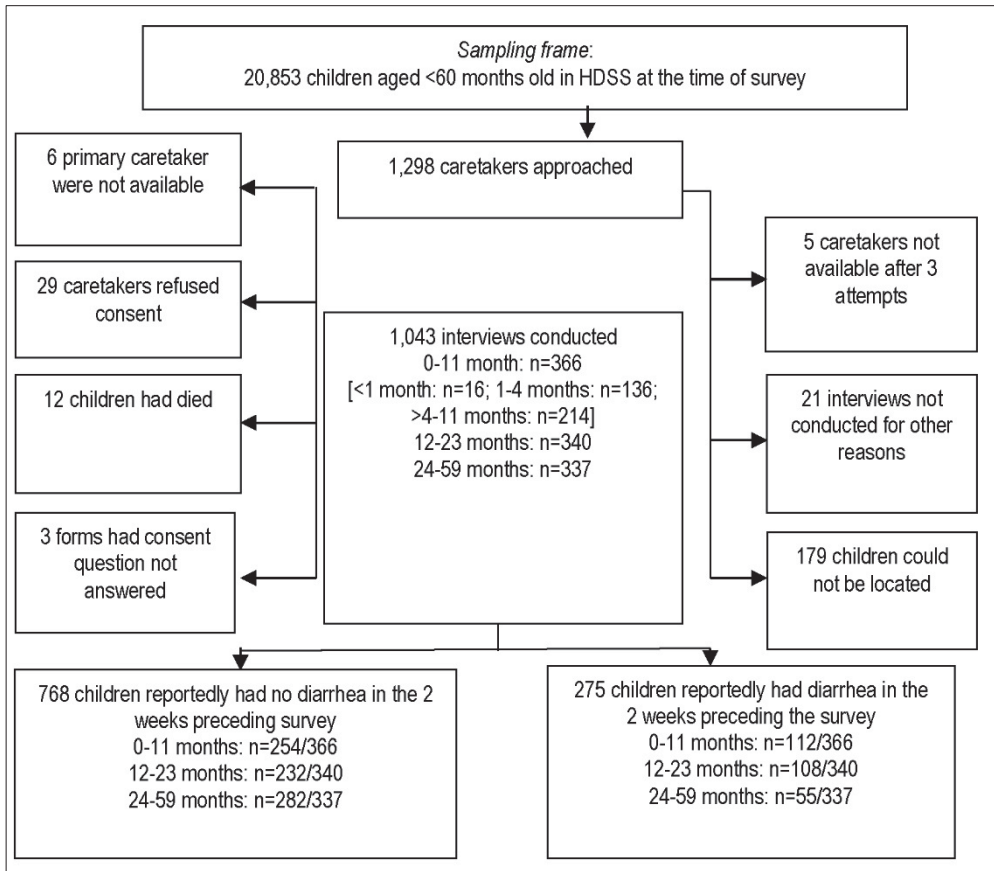 Sampling frame:
20,853 children aged <60 months old in HDSS at the time of survey
6 primary caretaker
were not available
1,298 caretakers approached
5 caretakers not
available after 3
attempts
29 caretakers refused
consent
1,043 interviews conducted
0-11 month: n=366
[<1 month: n=16; 1-4 months: n=136;
>4-11 months: n=214]
12-23 months: n=340
24-59 months: n=337
12 children had died
21 interviews not
conducted for other
reasons
3 forms had consent
question not
answered
179 children could
not be located
768 children reportedly had no diarrhea in the 2
weeks preceding survey
0-11 months: n=254/366
12-23 months: n=232/340
24-59 months: n=282/337
275 children reportedly had diarrhea in the
2 weeks preceding the survey
0-11 months: n=112/366
12-23 months: n=108/340
24-59 months: n=55/337